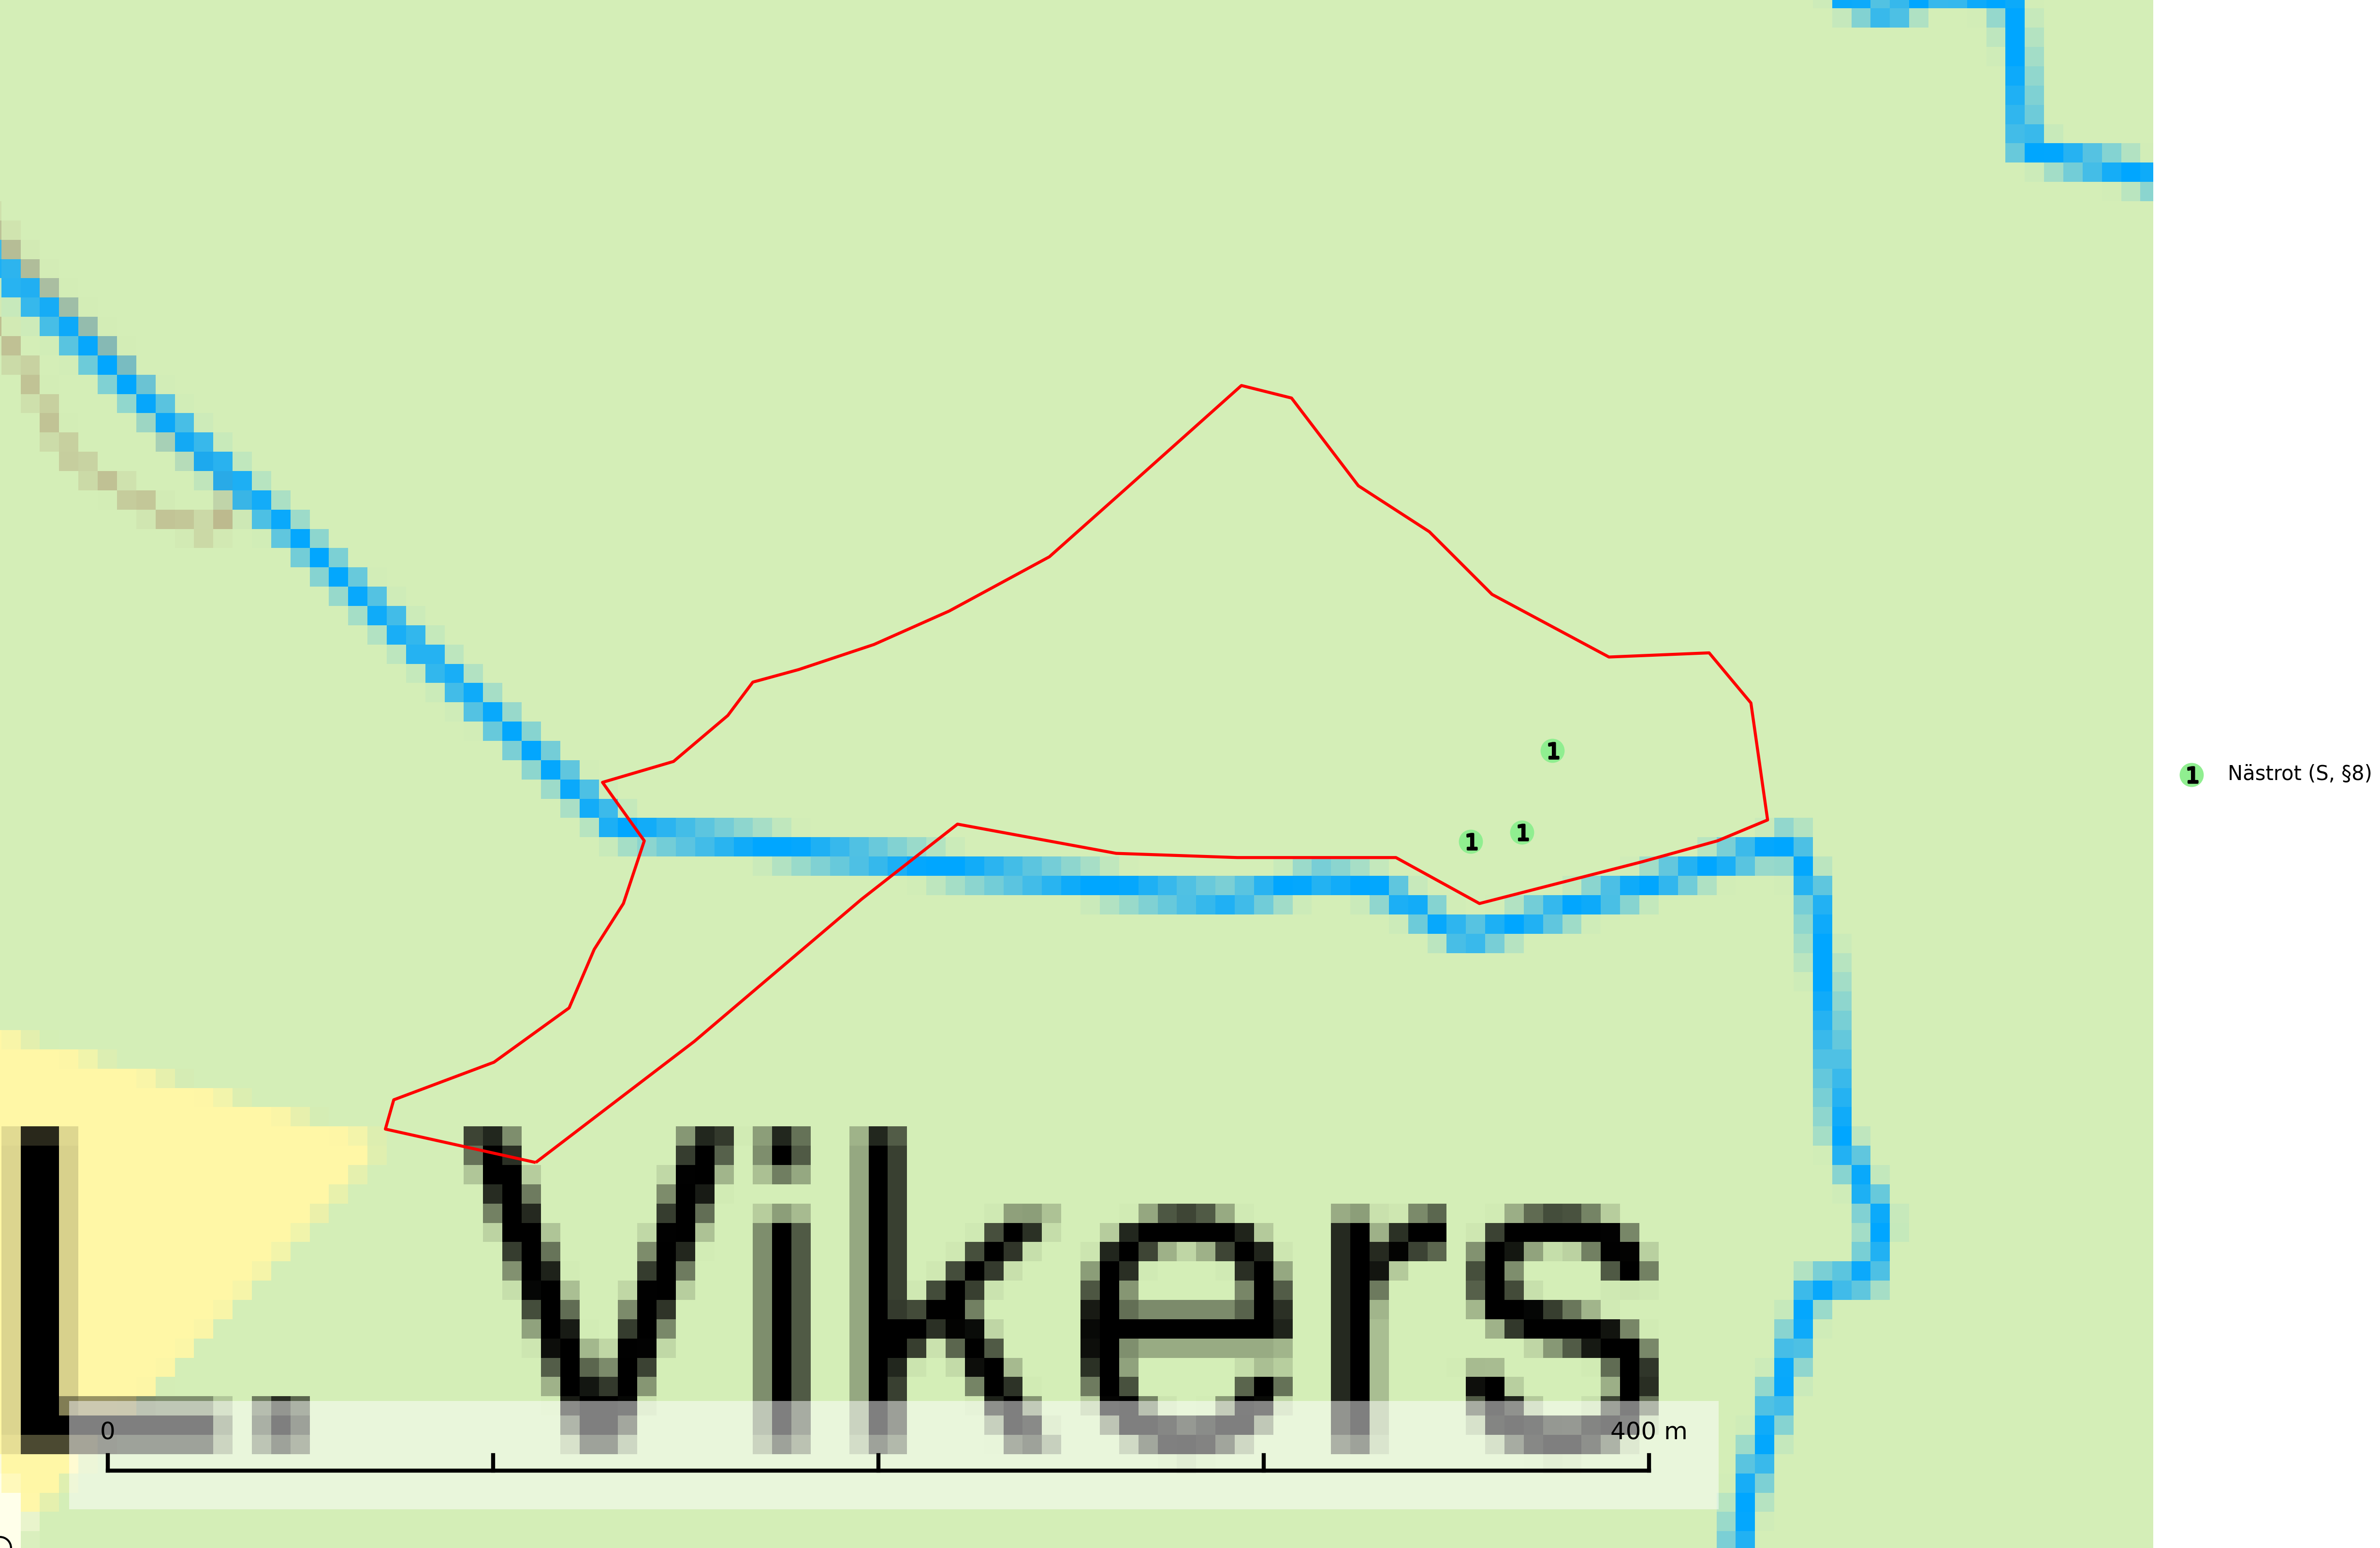 1
1 1
1 Nästrot (S, §8)
L. Vikers
0 400 m